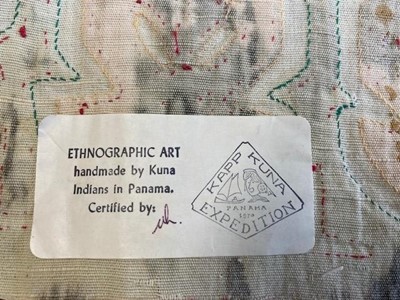 ETHNOGRAPHIC ART
handmade by Kuna
Indians in Panama.
Certified by:
KAPP KUNA
PANAMA
EXPEDITION